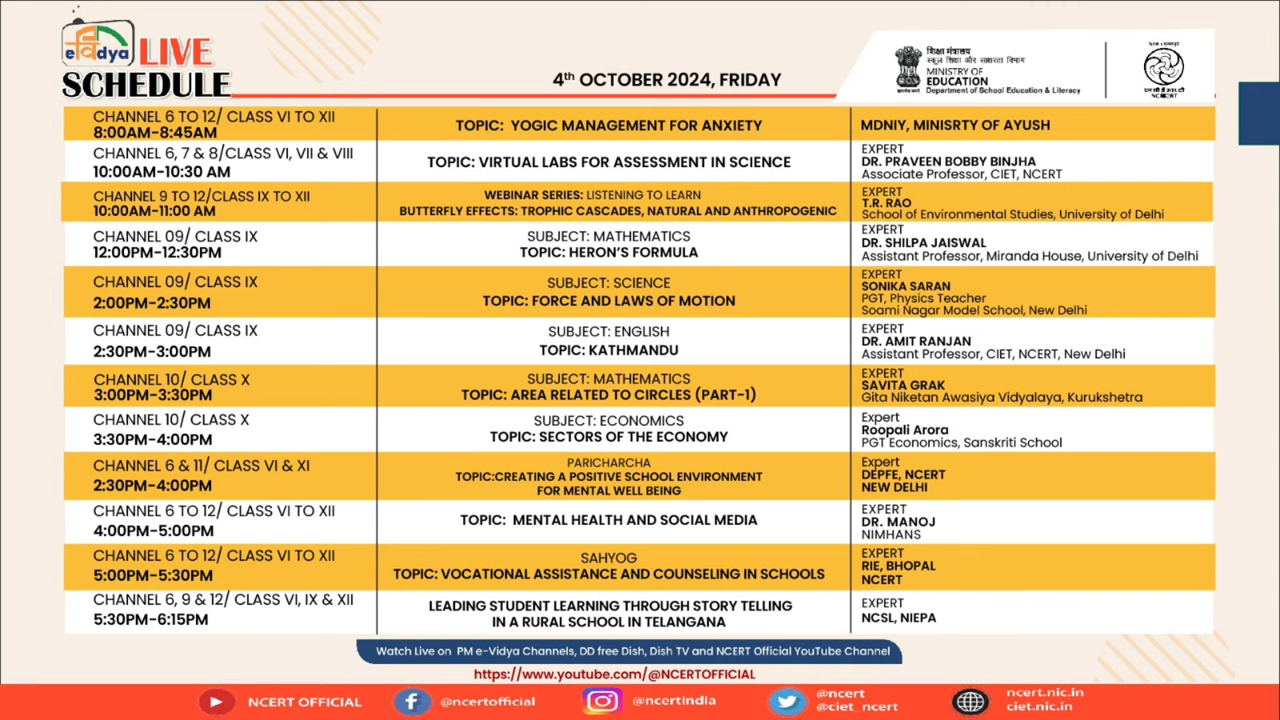 eविdya LIVE
SCHEDULE
4th OCTOBER 2024, FRIDAY
शिक्षा मंत्रालय
स्कूल शिक्षा और साक्षरता विभाग
MINISTRY OF
EDUCATION
Department of School Education & Literacy
CHANNEL 6 TO 12/ CLASS VI TO XII
8:00AM-8:45AM
TOPIC: YOGIC MANAGEMENT FOR ANXIETY
MDNIY, MINISRTY OF AYUSH
CHANNEL 6, 7 & 8/CLASS VI, VII & VIII
10:00AM-10:30 AM
TOPIC: VIRTUAL LABS FOR ASSESSMENT IN SCIENCE
EXPERT
DR. PRAVEEN BOBBY BINJHA
Associate Professor, CIET, NCERT
CHANNEL 9 TO 12/CLASS IX TO XII
10:00AM-11:00 AM
WEBINAR SERIES: LISTENING TO LEARN
BUTTERFLY EFFECTS: TROPHIC CASCADES, NATURAL AND ANTHROPOGENIC
EXPERT
T.R. RAO
School of Environmental Studies, University of Delhi
CHANNEL 09/ CLASS IX
12:00PM-12:30PM
SUBJECT: MATHEMATICS
TOPIC: HERON'S FORMULA
EXPERT
DR. SHILPA JAISWAL
Assistant Professor, Miranda House, University of Delhi
CHANNEL 09/ CLASS IX
2:00PM-2:30PM
SUBJECT: SCIENCE
TOPIC: FORCE AND LAWS OF MOTION
EXPERT
SONIKA SARAN
PGT, Physics Teacher
Soami Nagar Model School, New Delhi
CHANNEL 09/ CLASS IX
2:30PM-3:00PM
SUBJECT: ENGLISH
TOPIC: KATHMANDU
EXPERT
DR. AMIT RANJAN
Assistant Professor, CIET, NCERT, New Delhi
CHANNEL 10/ CLASS X
3:00PM-3:30PM
SUBJECT: MATHEMATICS
TOPIC: AREA RELATED TO CIRCLES (PART-1)
EXPERT
SAVITA GRAK
Gita Niketan Awasiya Vidyalaya, Kurukshetra
CHANNEL 10/ CLASS X
3:30PM-4:00PM
SUBJECT: ECONOMICS
TOPIC: SECTORS OF THE ECONOMY
Expert
Roopali Arora
PGT Economics, Sanskriti School
CHANNEL 6 & 11/ CLASS VI & XI
2:30PM-4:00PM
PARICHARCHA
TOPIC:CREATING A POSITIVE SCHOOL ENVIRONMENT
FOR MENTAL WELL BEING
Expert
DEPFE, NCERT
NEW DELHI
CHANNEL 6 TO 12/ CLASS VI TO XII
4:00PM-5:00PM
TOPIC: MENTAL HEALTH AND SOCIAL MEDIA
EXPERT
DR. MANOJ
NIMHANS
CHANNEL 6 TO 12/ CLASS VI TO XII
5:00PM-5:30PM
SAHYOG
TOPIC: VOCATIONAL ASSISTANCE AND COUNSELING IN SCHOOLS
EXPERT
RIE, BHOPAL
NCERT
CHANNEL 6, 9 & 12/ CLASS VI, IX & XII
5:30PM-6:15PM
LEADING STUDENT LEARNING THROUGH STORY TELLING
IN A RURAL SCHOOL IN TELANGANA
EXPERT
NCSL, NIEPA
Watch Live on PM e-Vidya Channels, DD free Dish, Dish TV and NCERT Official YouTube Channel
https://www.youtube.com/@NCERTOFFICIAL
NCERT OFFICIAL
@ncertofficial
@ncertindia
@ncert
@ciet_ncert
ncert.nic.in
ciet.nic.in